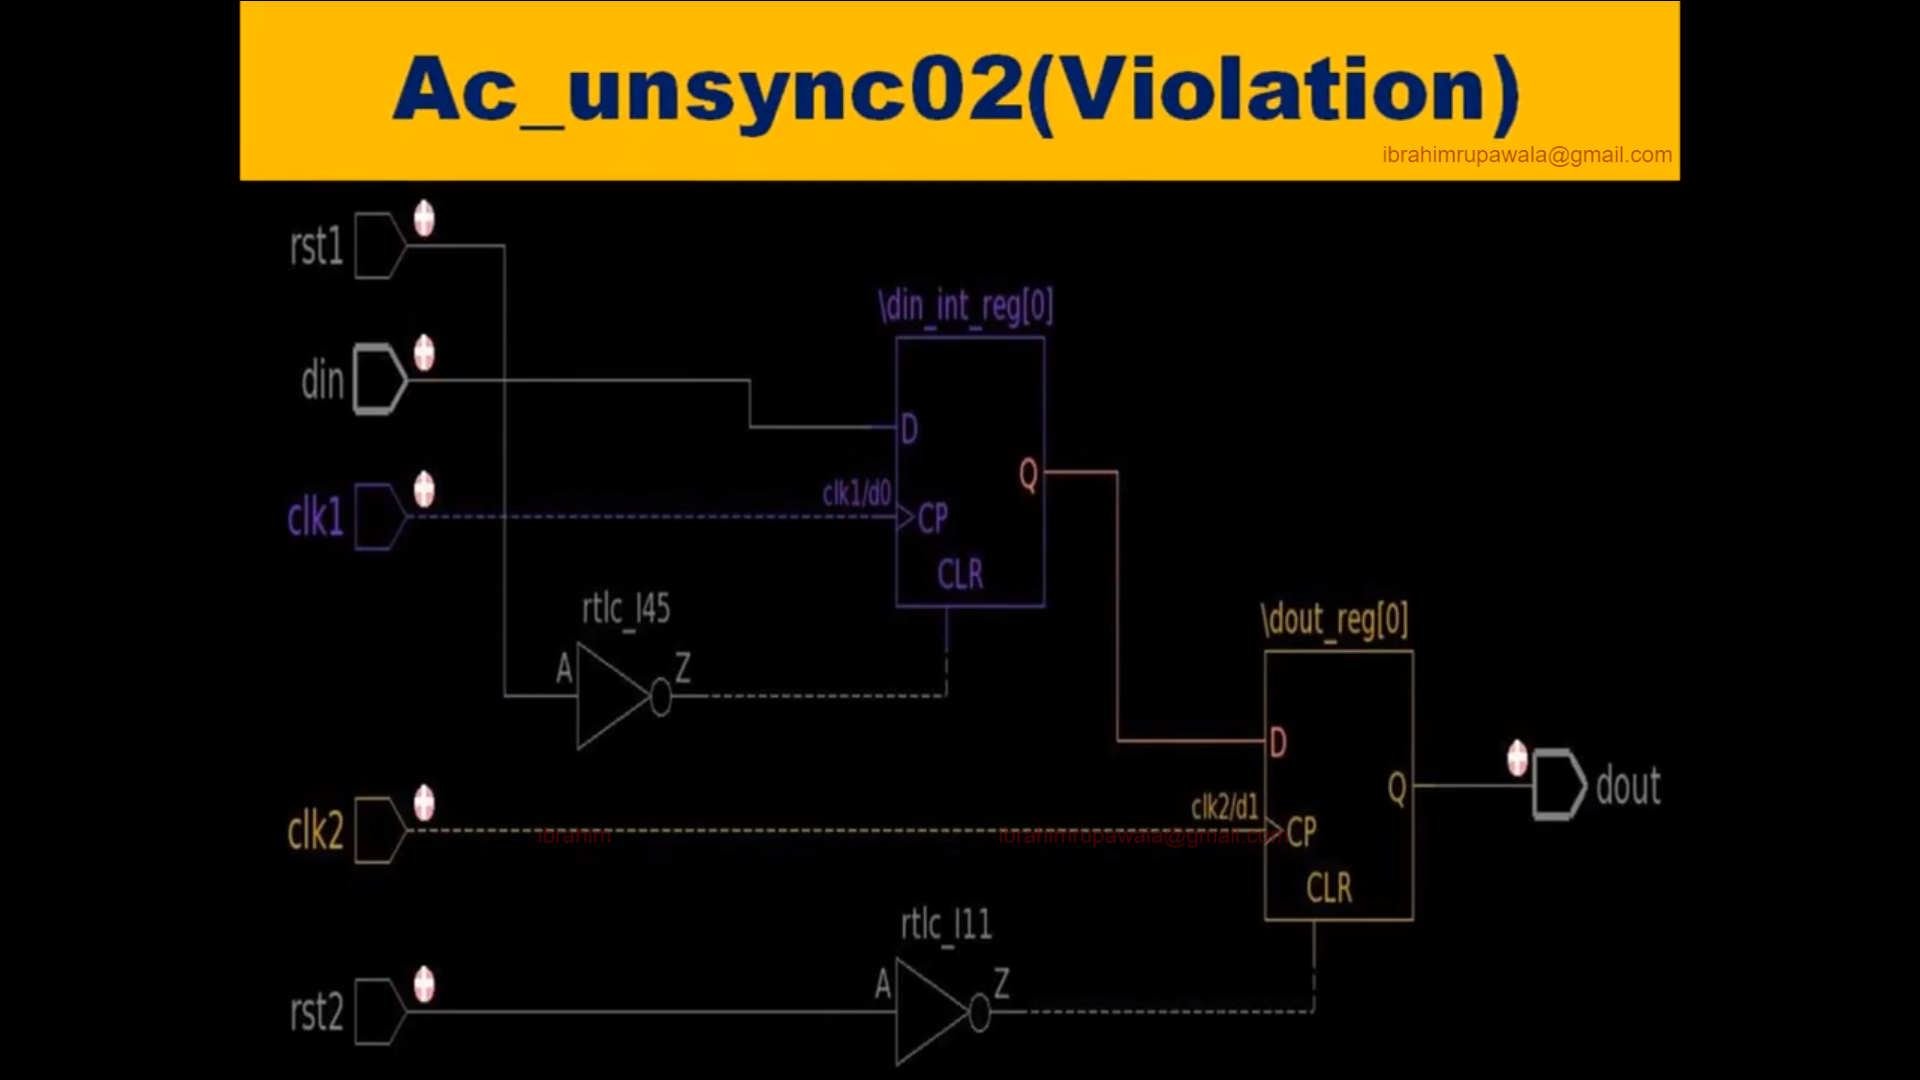 Ac_unsync02(Violation)
ibrahimrupawala@gmail.com
rst1
\din_int_reg[0]
din
D
Q
clk1/d0
clk1
CP
CLR
rtlc_I45
\dout_reg[0]
A
Z
D
Q
dout
clk2/d1
clk2
ibrahim
ibrahimrupawala@gmail.com
CP
CLR
rtlc_I11
A
Z
rst2